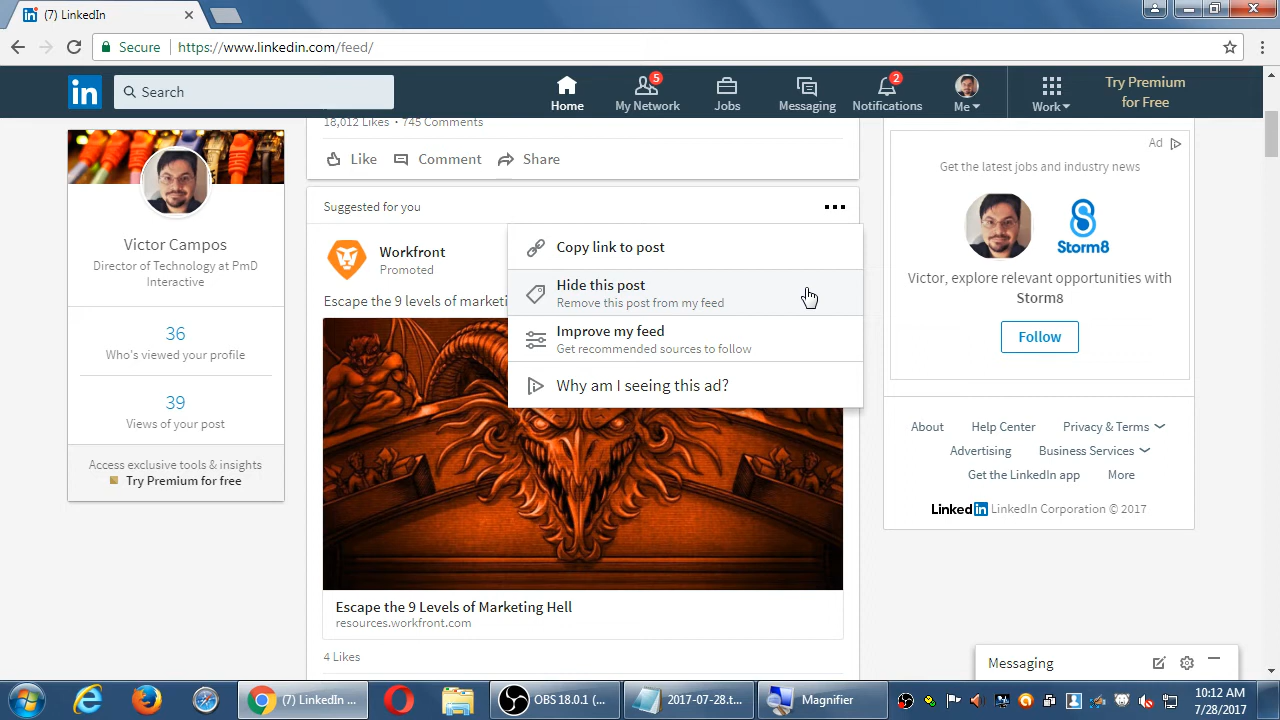 (7) LinkedIn
Secure
https://www.linkedin.com/feed/
in
Search
Home
5
My Network
Jobs
Messaging
2
Notifications
Me
Work
Try Premium
for Free
Victor Campos
Director of Technology at PmD
Interactive
36
Who's viewed your profile
39
Views of your post
Access exclusive tools & insights
Try Premium for free
18,012 Likes • 745 Comments
Like
Comment
Share
Suggested for you
Workfront
Promoted
Escape the 9 levels of marketi
Copy link to post
Hide this post
Remove this post from my feed
Improve my feed
Get recommended sources to follow
Why am I seeing this ad?
Escape the 9 Levels of Marketing Hell
resources.workfront.com
4 Likes
Ad
Get the latest jobs and industry news
Storm8
Victor, explore relevant opportunities with
Storm8
Follow
About Help Center Privacy & Terms
Advertising Business Services
Get the LinkedIn app More
Linked in LinkedIn Corporation © 2017
Messaging
(7) LinkedIn ...
OBS 18.0.1 (...
2017-07-28.t...
Magnifier
10:12 AM
7/28/2017